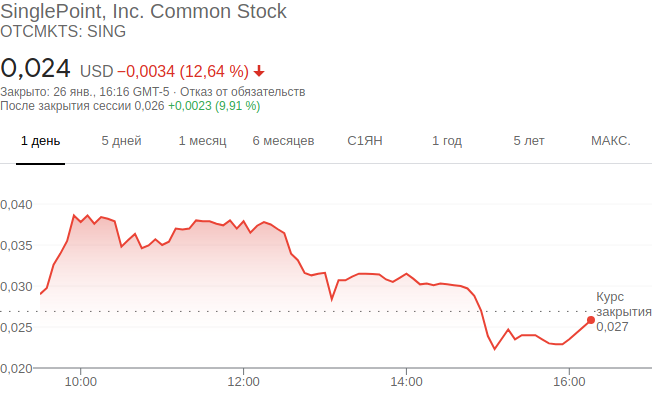 SinglePoint, Inc. Common Stock
OTCMKTS: SING
0,024 USD −0,0034 (12,64 %)
Закрыто: 26 янв., 16:16 GMT-5 · Отказ от обязательств
После закрытия сессии 0,026 +0,0023 (9,91 %)
1 день 5 дней 1 месяц 6 месяцев С1ЯН 1 год 5 лет МАКС.
0,040
0,035
0,030
Курс
закрытия
0,027
0,025
0,020
10:00 12:00 14:00 16:00